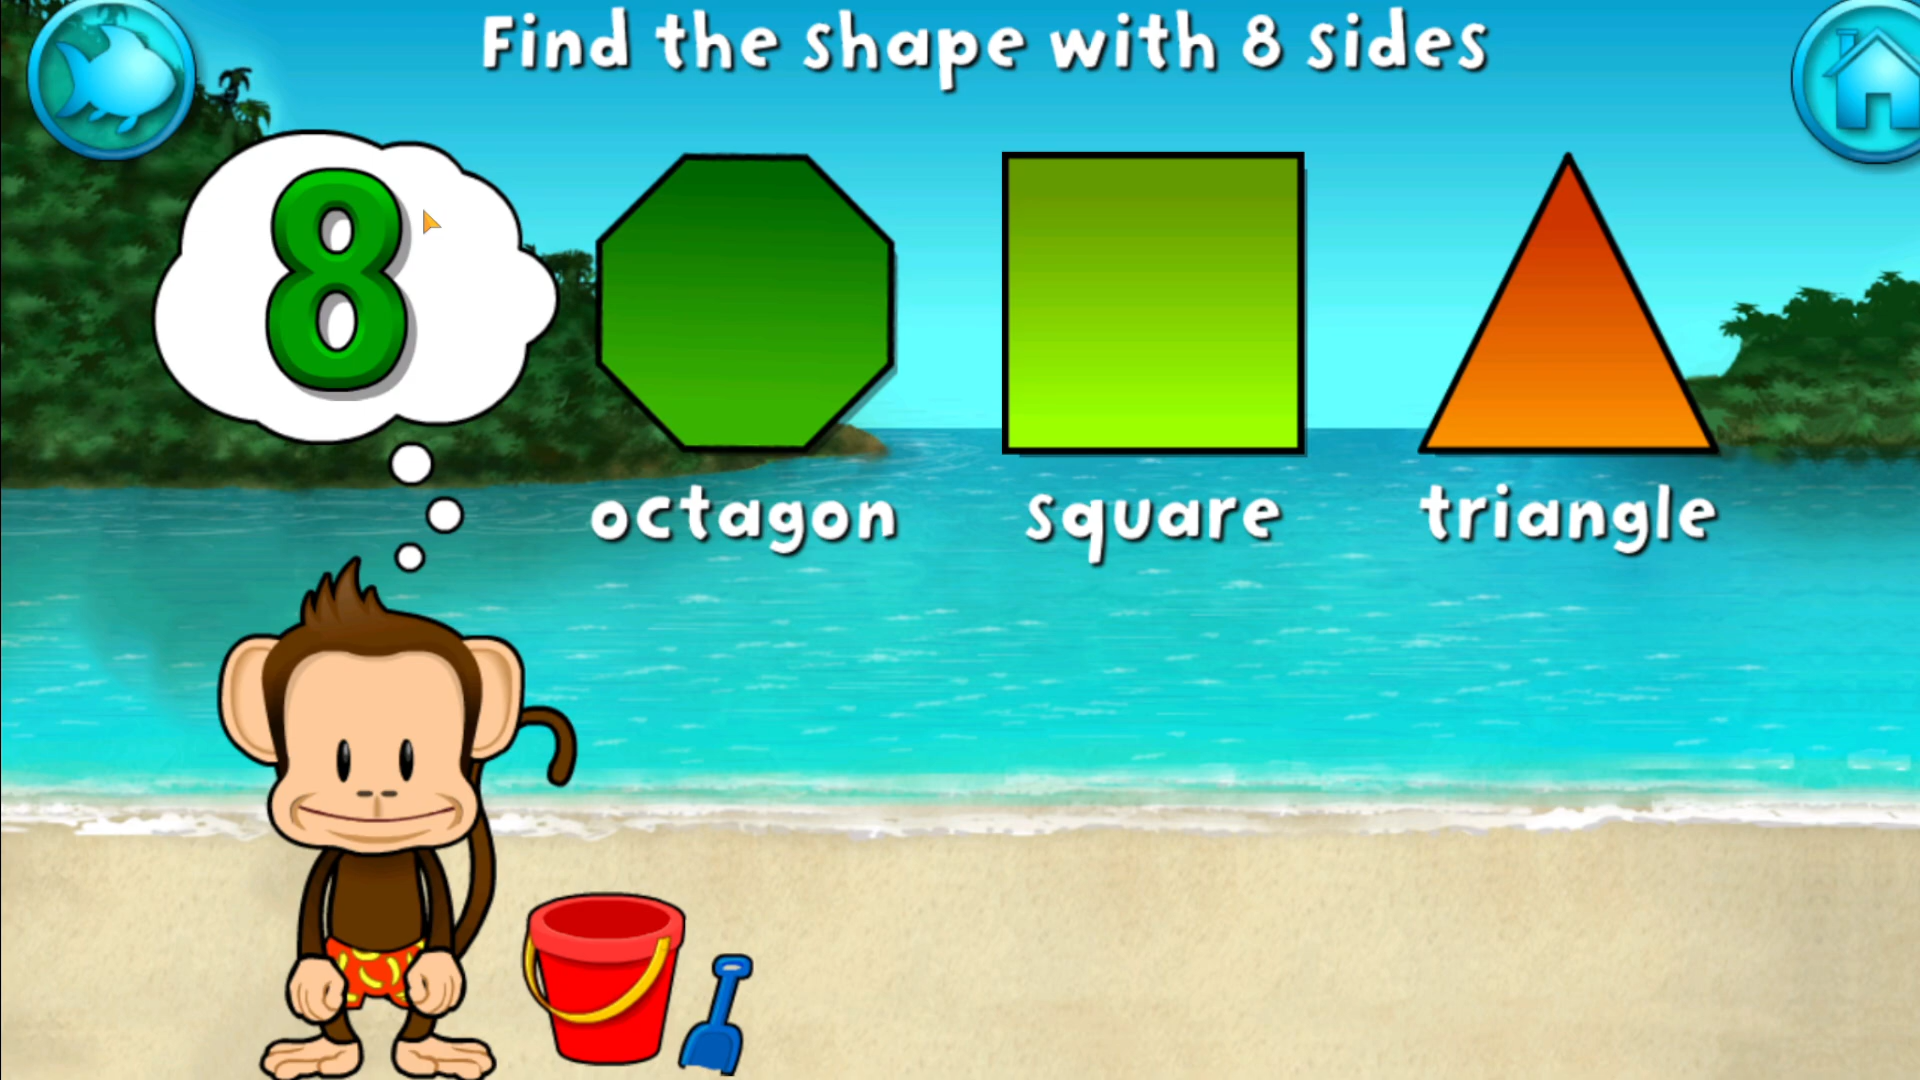 Find the shape with 8 sides
8
octagon
square
triangle